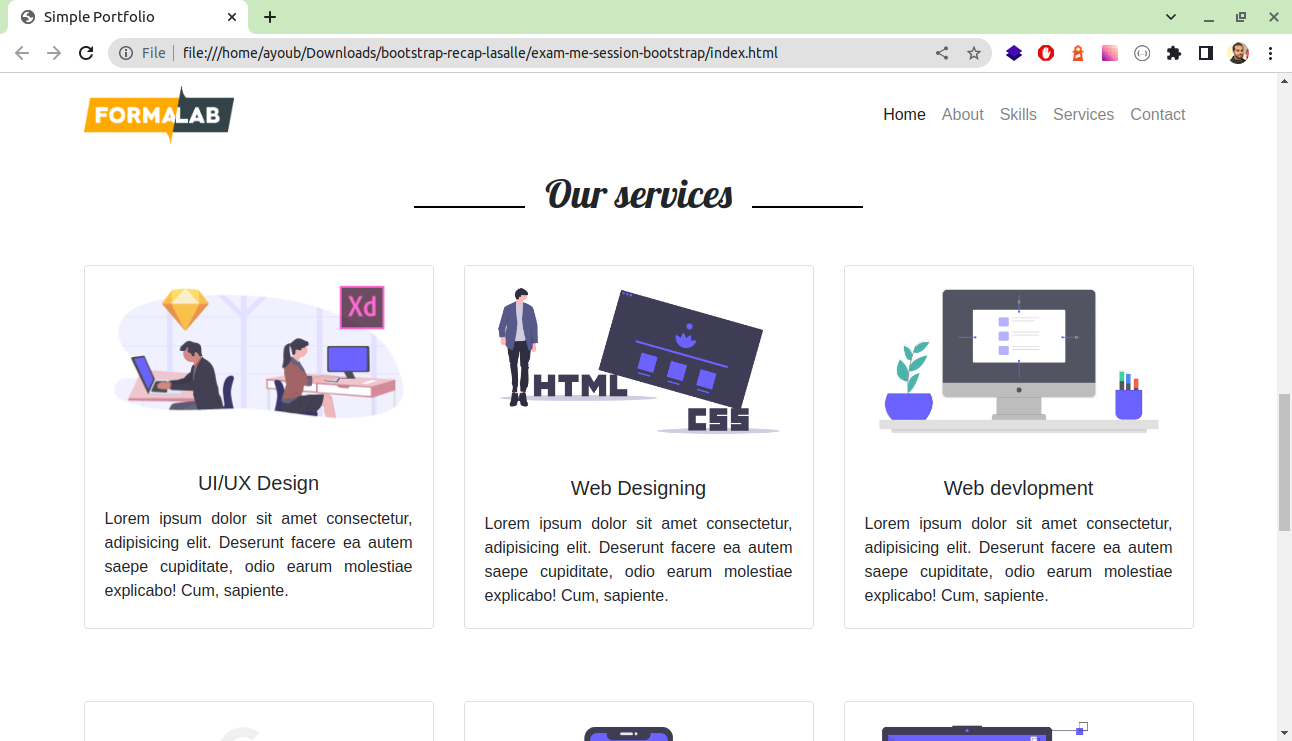 Simple Portfolio
File
file:///home/ayoub/Downloads/bootstrap-recap-lasalle/exam-me-session-bootstrap/index.html
FORMALAB
Home About Skills Services Contact
Our services
Xd
HTML
CSS
UI/UX Design
Lorem ipsum dolor sit amet consectetur,
adipisicing elit. Deserunt facere ea autem
saepe cupiditate, odio earum molestiae
explicabo! Cum, sapiente.
Web Designing
Lorem ipsum dolor sit amet consectetur,
adipisicing elit. Deserunt facere ea autem
saepe cupiditate, odio earum molestiae
explicabo! Cum, sapiente.
Web devlopment
Lorem ipsum dolor sit amet consectetur,
adipisicing elit. Deserunt facere ea autem
saepe cupiditate, odio earum molestiae
explicabo! Cum, sapiente.